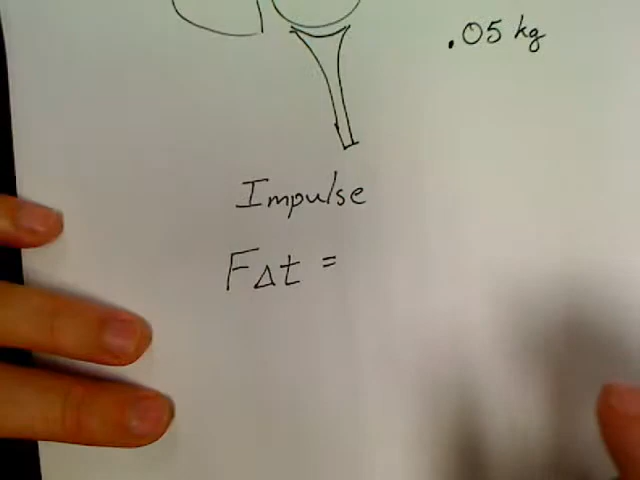 .05 kg
Impulse
FΔt =